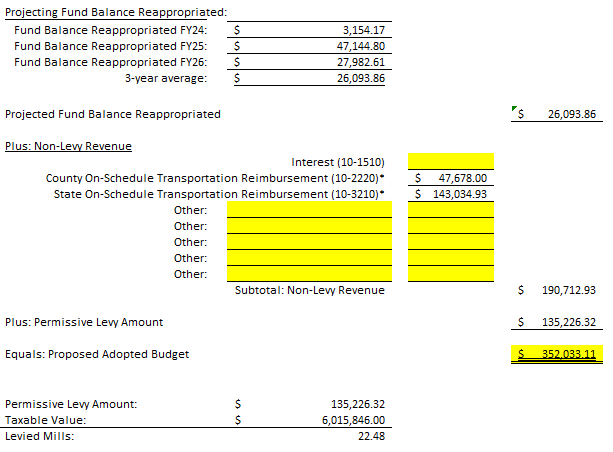 Projecting Fund Balance Reappropriated:
Fund Balance Reappropriated FY24: $ 3,154.17
Fund Balance Reappropriated FY25: $ 47,144.80
Fund Balance Reappropriated FY26: $ 27,982.61
3-year average: $ 26,093.86
Projected Fund Balance Reappropriated $ 26,093.86
Plus: Non-Levy Revenue
Interest (10-1510)
County On-Schedule Transportation Reimbursement (10-2220)* $ 47,678.00
State On-Schedule Transportation Reimbursement (10-3210)* $ 143,034.93
Other:
Other:
Other:
Other:
Other:
Subtotal: Non-Levy Revenue $ 190,712.93
Plus: Permissive Levy Amount $ 135,226.32
Equals: Proposed Adopted Budget $ 352,033.11
Permissive Levy Amount: $ 135,226.32
Taxable Value: $ 6,015,846.00
Levied Mills: 22.48